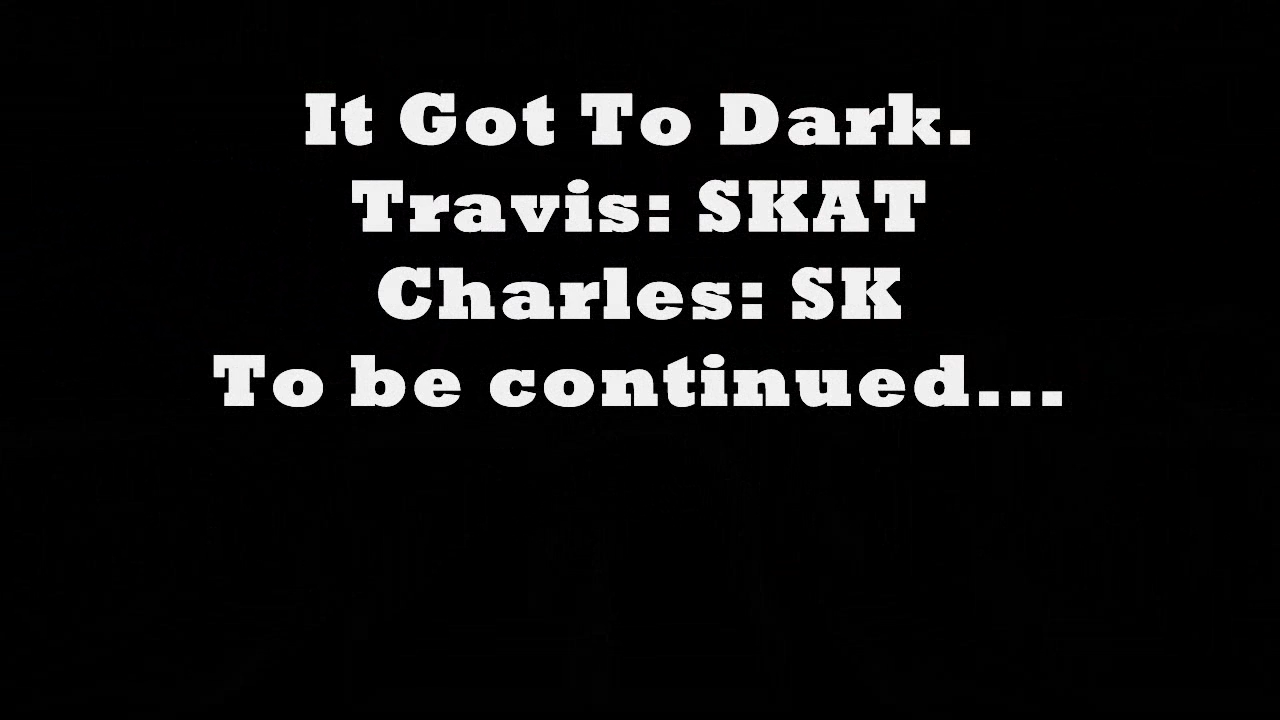 It Got To Dark.
Travis: SKAT
Charles: SK
To be continued...